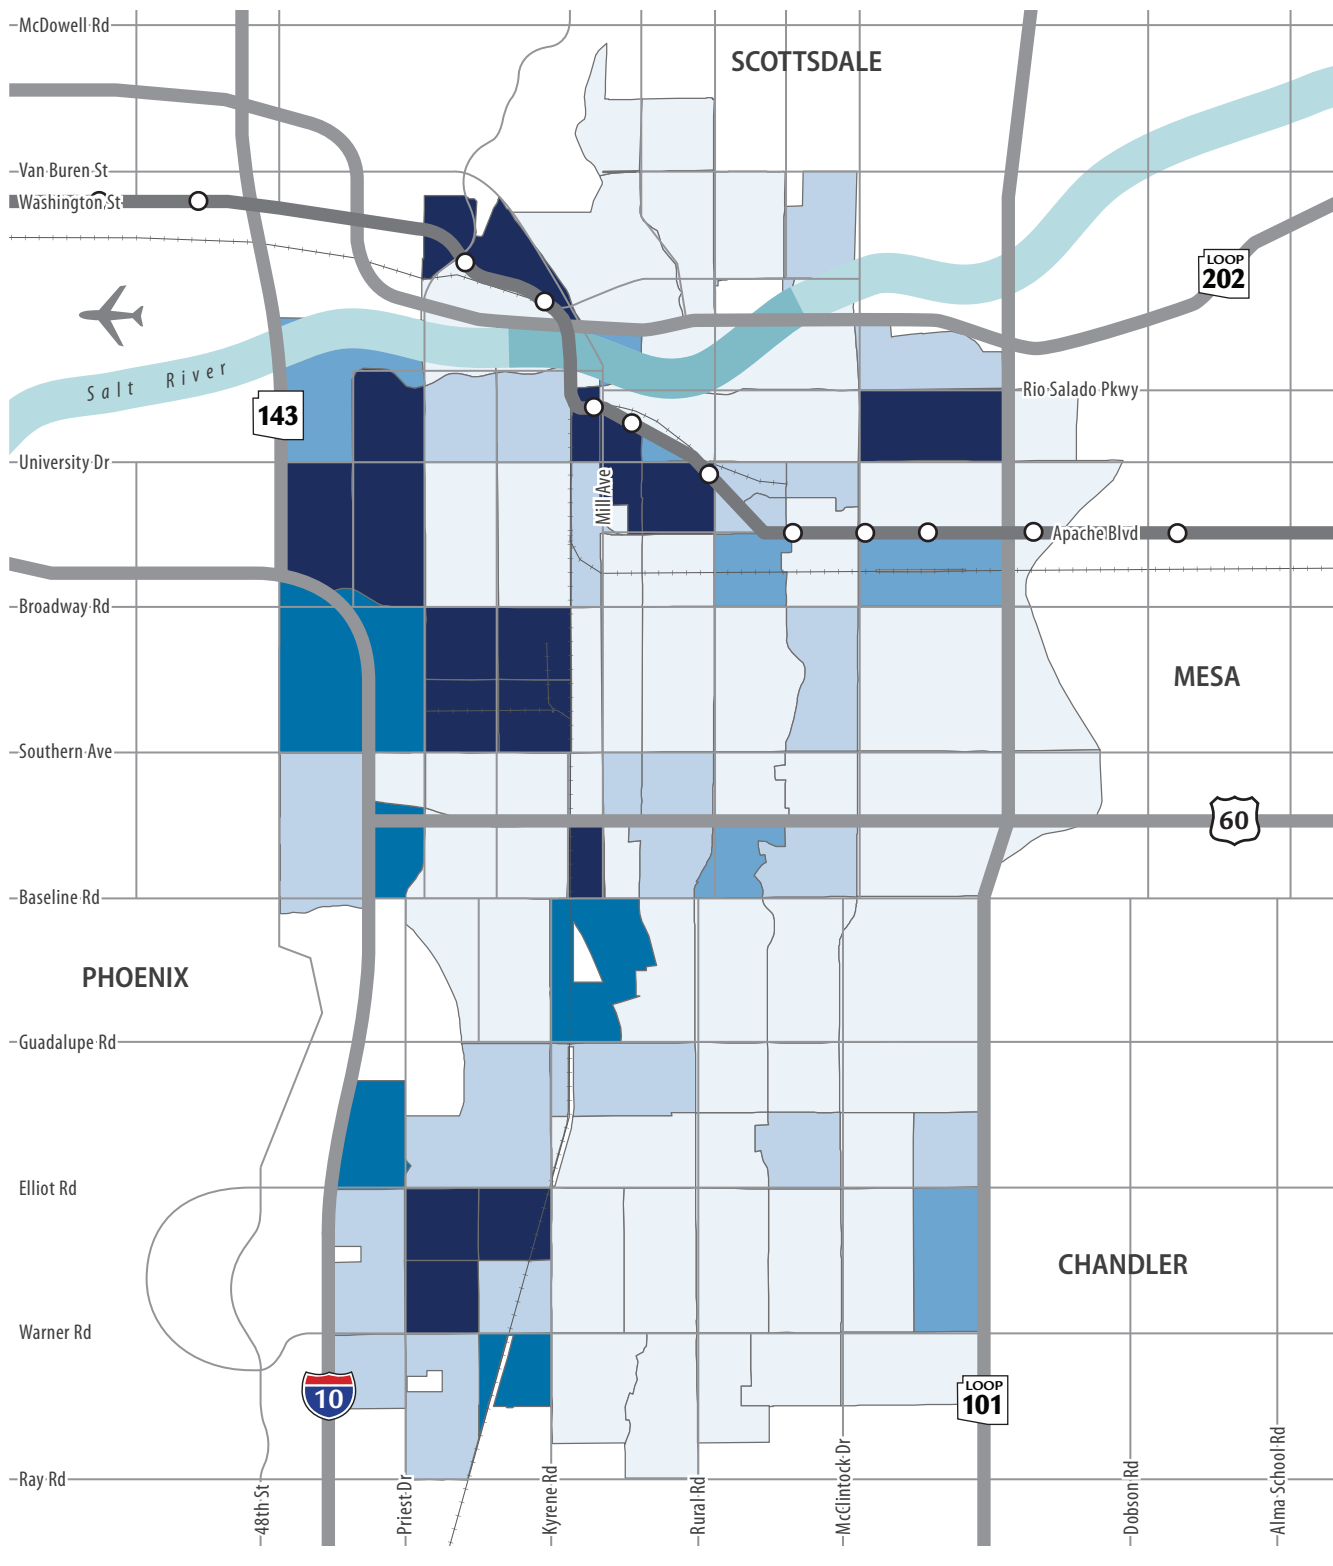 McDowell Rd
SCOTTSDALE
Van Buren St
Washington St
LOOP
202
Salt River
143
Rio Salado Pkwy
University Dr
Mill Ave
Apache Blvd
Broadway Rd
MESA
Southern Ave
60
Baseline Rd
PHOENIX
Guadalupe Rd
Elliot Rd
CHANDLER
Warner Rd
10
LOOP
101
Ray Rd
48th St
Priest Dr
Kyrene Rd
Rural Rd
McClintock Dr
Dobson Rd
Alma School Rd